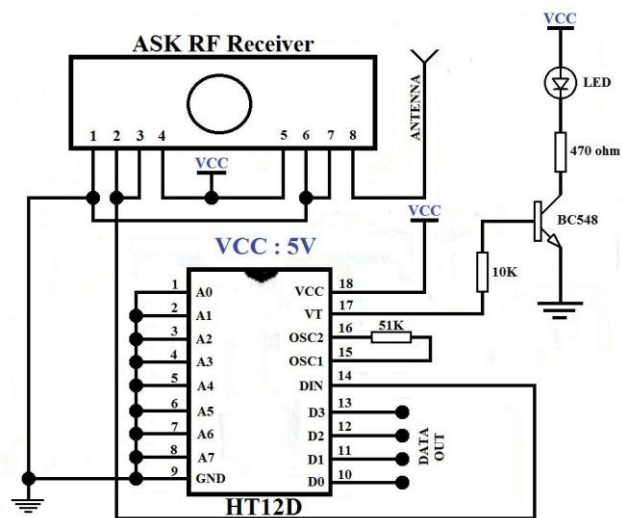 ASK RF Receiver
1 2 3 4 5 6 7 8
VCC
ANTENNA
VCC
LED
470 ohm
BC548
VCC
10K
VCC : 5V
1 A0
2 A1
3 A2
4 A3
5 A4
6 A5
7 A6
8 A7
9 GND
VCC 18
VT 17
OSC2 16
51K
OSC1 15
DIN 14
D3 13
D2 12
D1 11
D0 10
DATA
OUT
HT12D